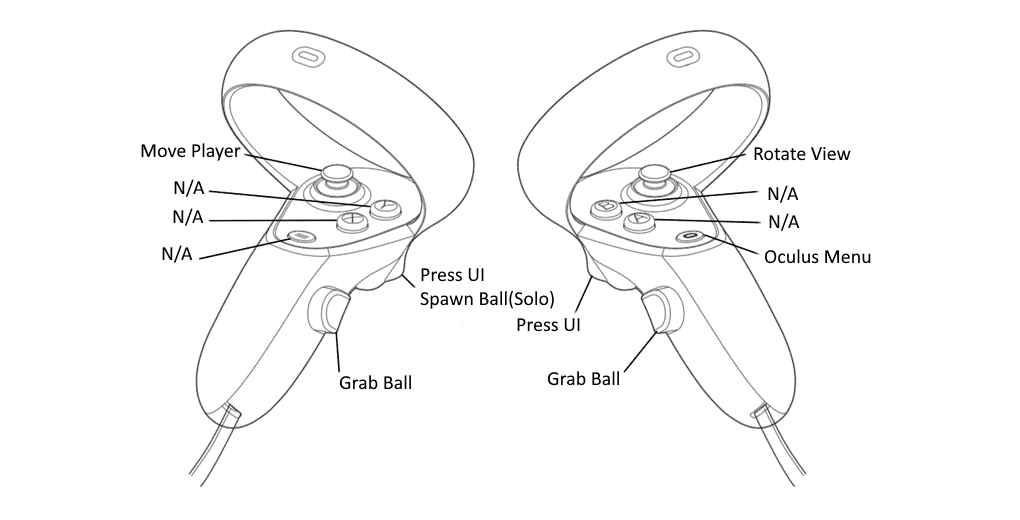 Move Player
N/A
N/A
N/A
Press UI
Spawn Ball(Solo)
Grab Ball
Y
X
Rotate View
N/A
N/A
Oculus Menu
Press UI
Grab Ball
B
A